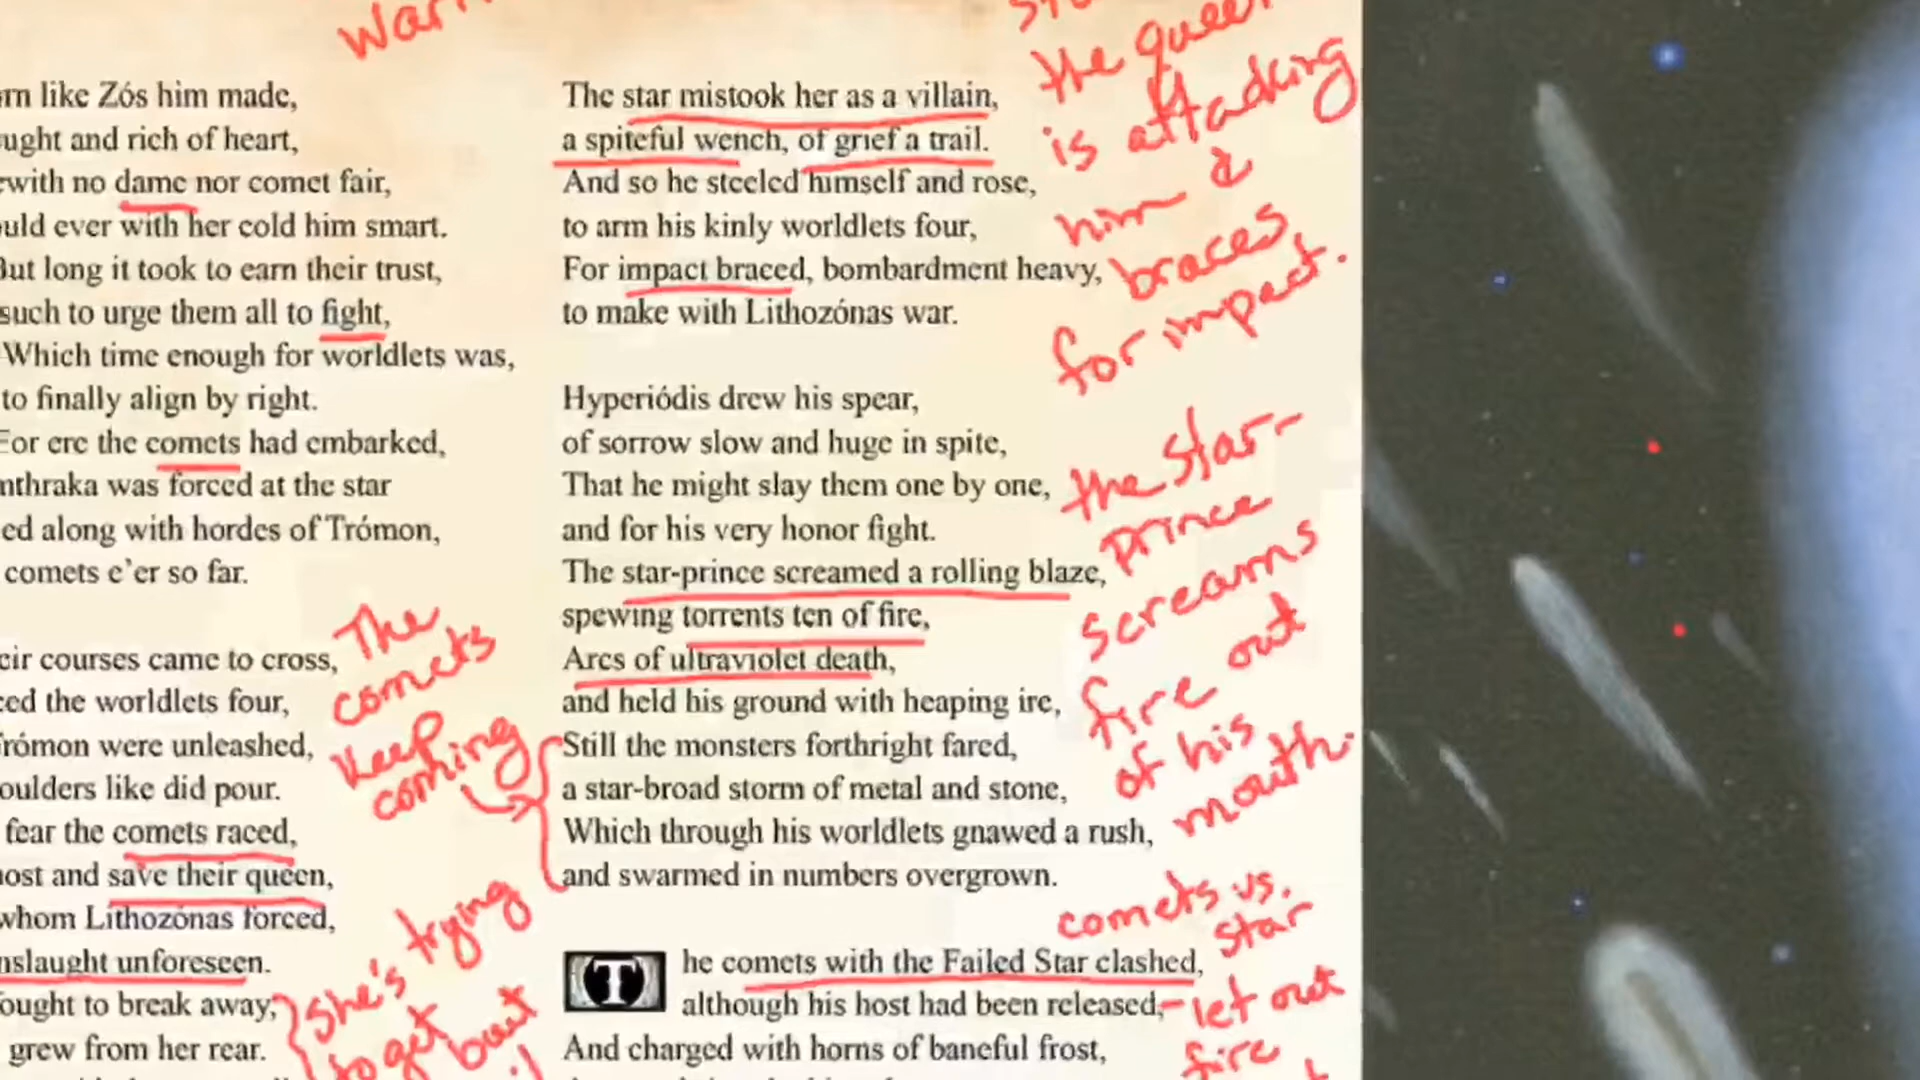 rn like Zós him made,
ught and rich of heart,
with no dame nor comet fair,
uld ever with her cold him smart.
But long it took to earn their trust,
such to urge them all to fight,
Which time enough for worldlets was,
to finally align by right.
For ere the comets had embarked,
nthraka was forced at the star
ed along with hordes of Trómon,
comets e'er so far.
eir courses came to cross,
ced the worldlets four,
Trómon were unleashed,
oulders like did pour.
fear the comets raced,
host and save their queen,
whom Lithozónas forced,
nslaught unforeseen.
ought to break away;
grew from her rear.
The
comets
keep
coming
she's trying
to get
but
The star mistook her as a villain,
a spiteful wench, of grief a trail.
And so he steeled himself and rose,
to arm his kinly worldlets four,
For impact braced, bombardment heavy,
to make with Lithozónas war.
Hyperiódis drew his spear,
of sorrow slow and huge in spite,
That he might slay them one by one,
and for his very honor fight.
The star-prince screamed a rolling blaze,
spewing torrents ten of fire,
Arcs of ultraviolet death,
and held his ground with heaping ire,
Still the monsters forthright fared,
a star-broad storm of metal and stone,
Which through his worldlets gnawed a rush,
and swarmed in numbers overgrown.
The comets with the Failed Star clashed,
although his host had been released,
And charged with horns of baneful frost,
the queen
is attacking
him &
braces
for impact.
the star-
prince
screams
fire out
of his
mouth.
comets vs.
star
let out
fire